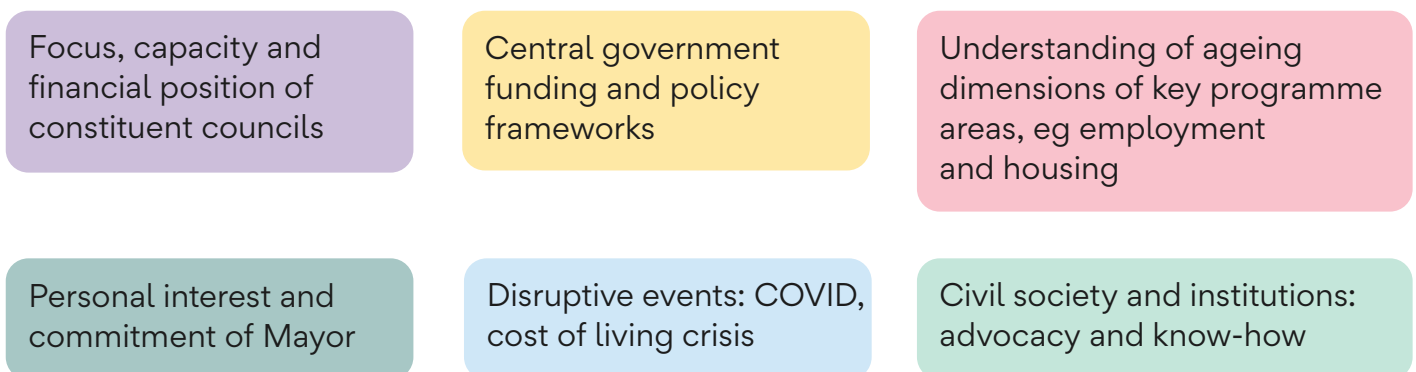 Focus, capacity and
financial position of
constituent councils
Central government
funding and policy
frameworks
Understanding of ageing
dimensions of key programme
areas, eg employment
and housing
Personal interest and
commitment of Mayor
Disruptive events: COVID,
cost of living crisis
Civil society and institutions:
advocacy and know-how